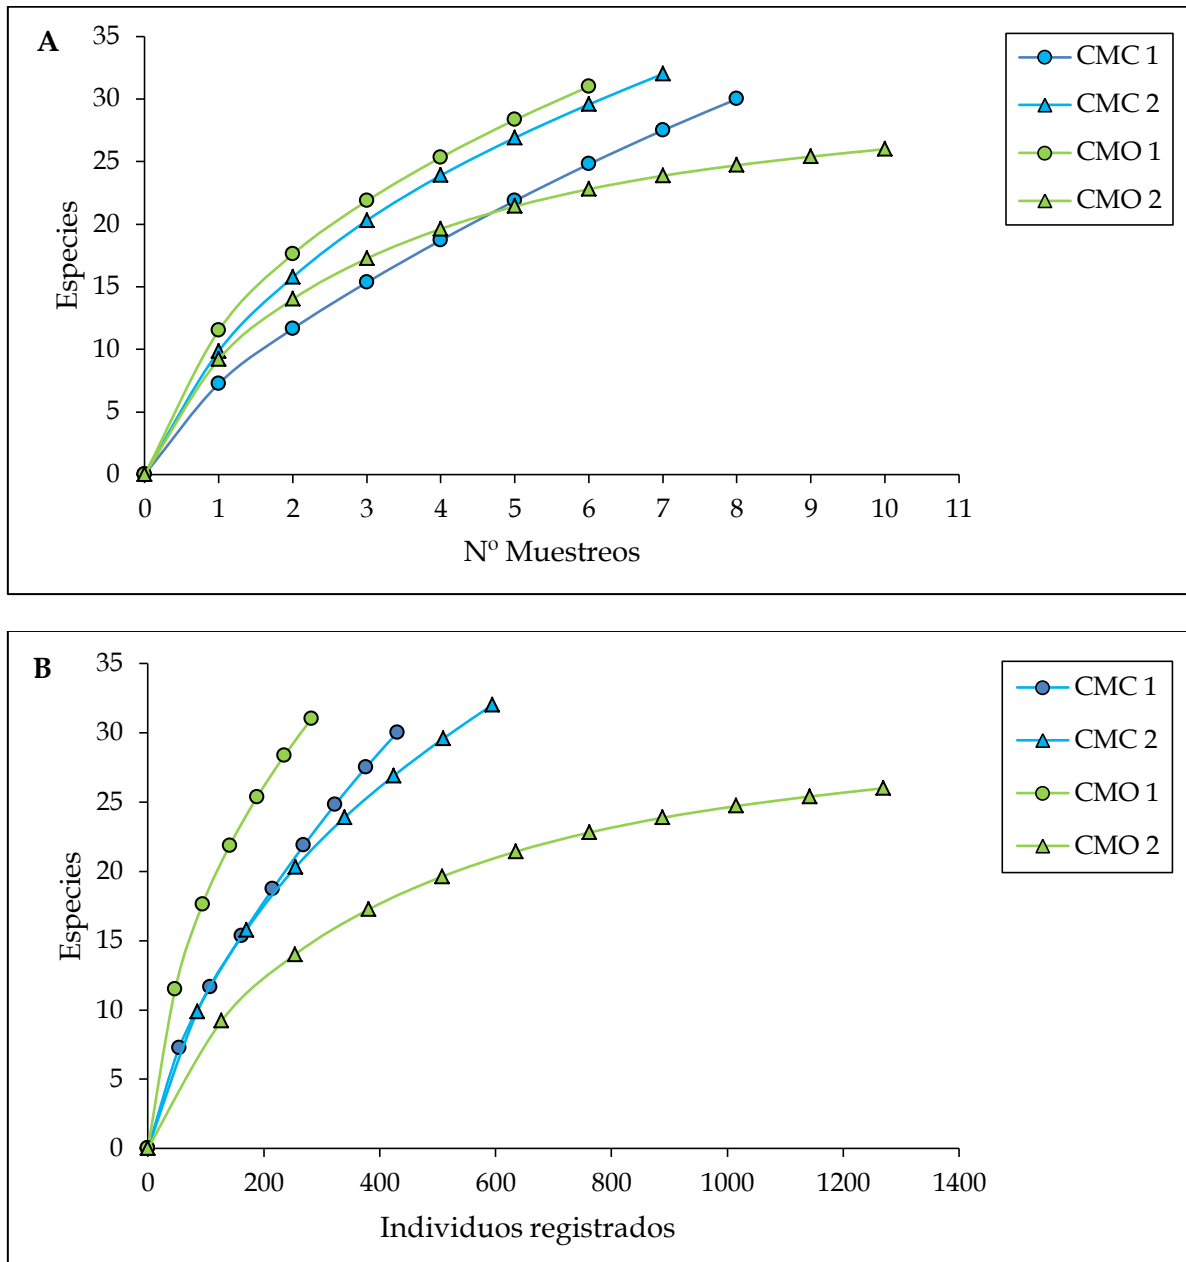 A
35
30
25
20
15
10
5
0
Especies
0 1 2 3 4 5 6 7 8 9 10 11
Nº Muestreos
CMC 1
CMC 2
CMO 1
CMO 2
B
35
30
25
20
15
10
5
0
Especies
0 200 400 600 800 1000 1200 1400
Individuos registrados
CMC 1
CMC 2
CMO 1
CMO 2